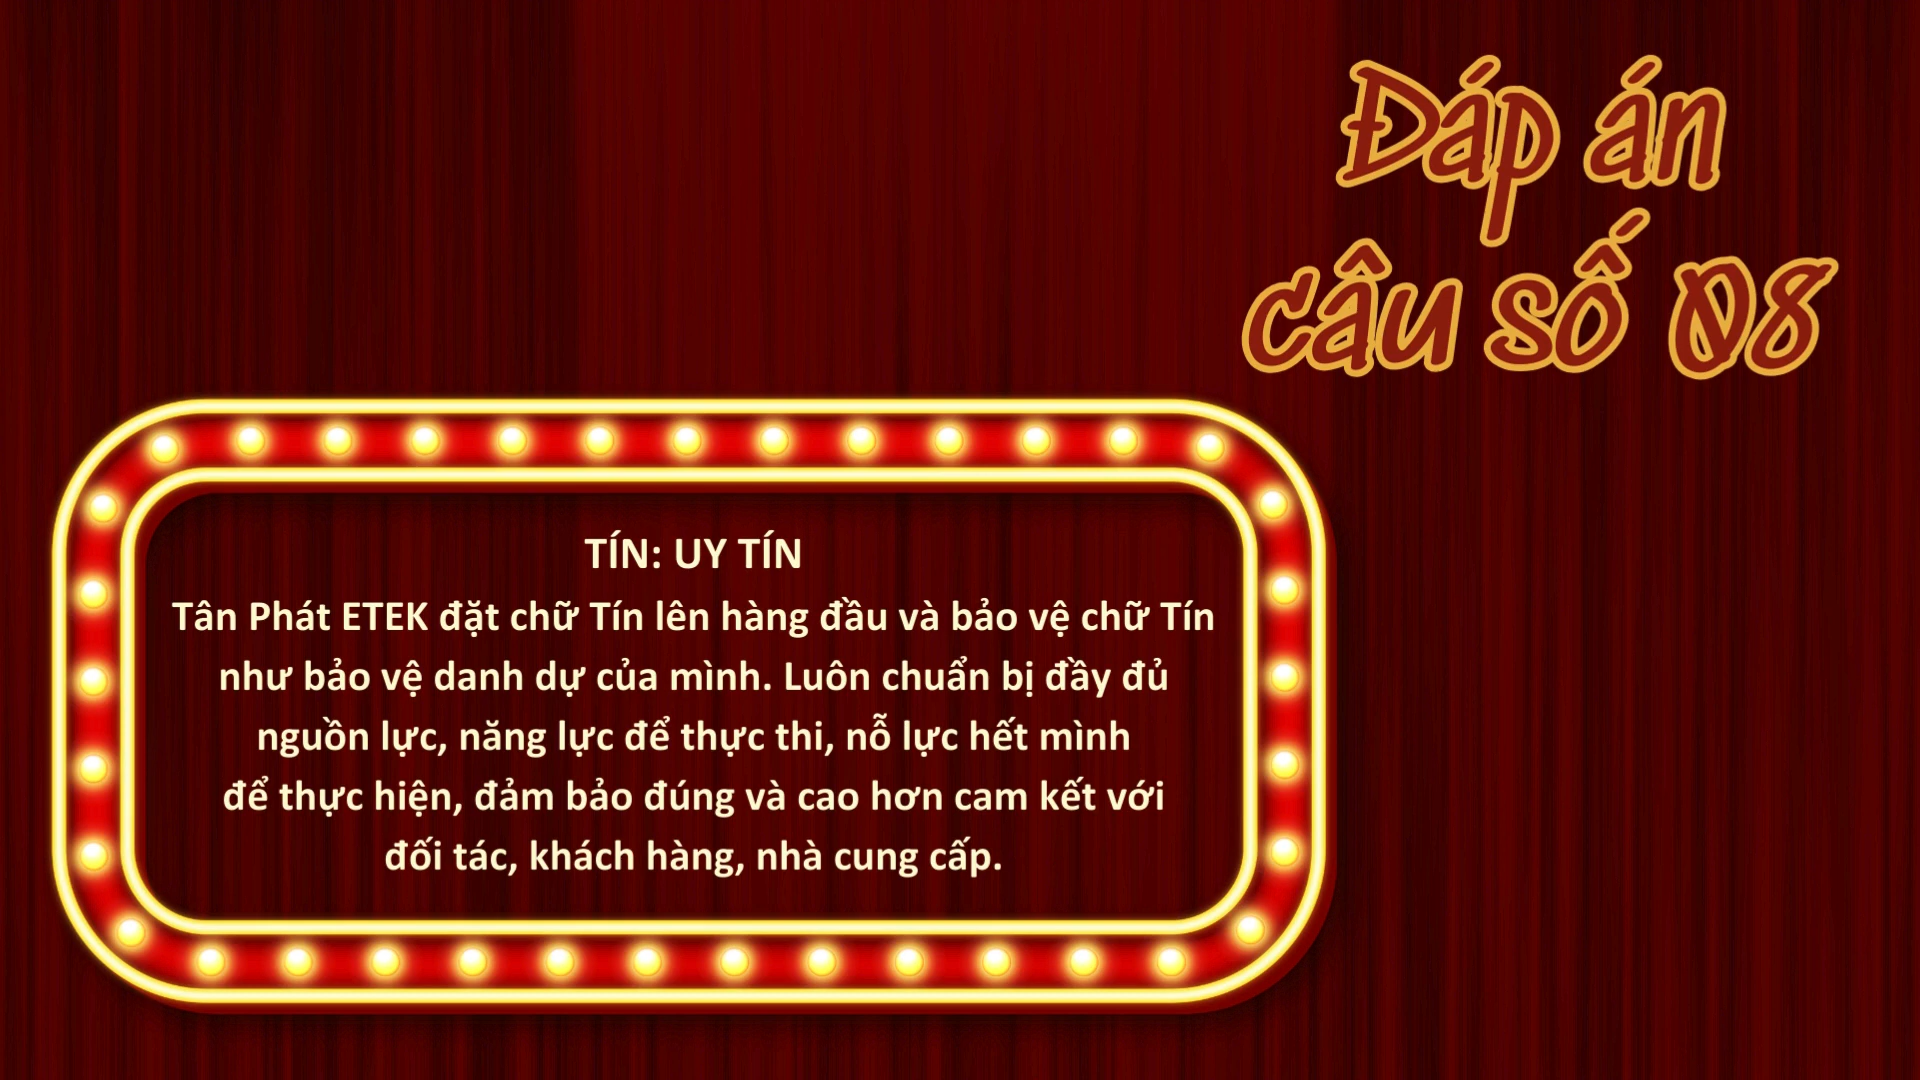 Đáp án
câu số 08
TÍN: UY TÍN
Tân Phát ETEK đặt chữ Tín lên hàng đầu và bảo vệ chữ Tín
như bảo vệ danh dự của mình. Luôn chuẩn bị đầy đủ
nguồn lực, năng lực để thực thi, nỗ lực hết mình
để thực hiện, đảm bảo đúng và cao hơn cam kết với
đối tác, khách hàng, nhà cung cấp.